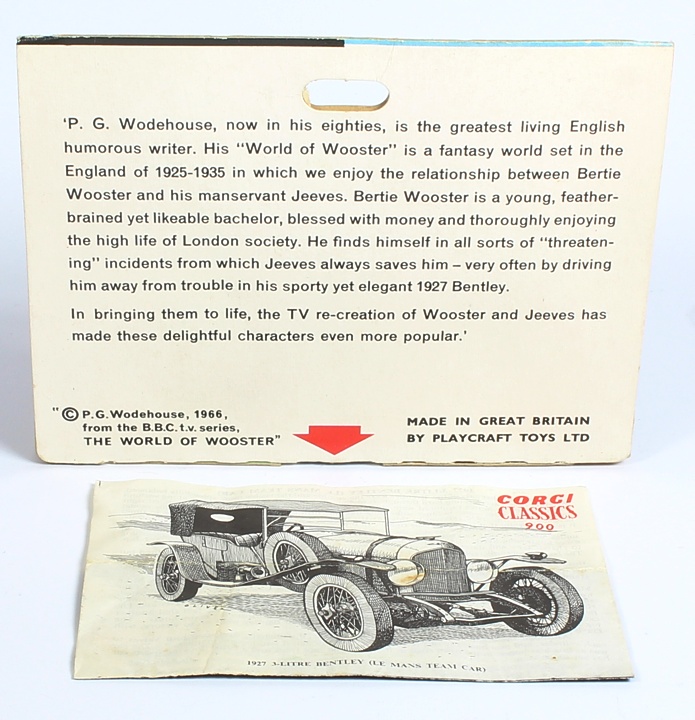 'P. G. Wodehouse, now in his eighties, is the greatest living English
humorous writer. His "World of Wooster" is a fantasy world set in the
England of 1925-1935 in which we enjoy the relationship between Bertie
Wooster and his manservant Jeeves. Bertie Wooster is a young, feather-
brained yet likeable bachelor, blessed with money and thoroughly enjoying
the high life of London society. He finds himself in all sorts of "threaten-
ing" incidents from which Jeeves always saves him – very often by driving
him away from trouble in his sporty yet elegant 1927 Bentley.
In bringing them to life, the TV re-creation of Wooster and Jeeves has
made these delightful characters even more popular.'
"© P.G.Wodehouse, 1966,
from the B.B.C. t.v. series,
THE WORLD OF WOOSTER"
MADE IN GREAT BRITAIN
BY PLAYCRAFT TOYS LTD
CORGI
CLASSICS
900
1927 3-LITRE BENTLEY (LE MANS TEAM CAR)